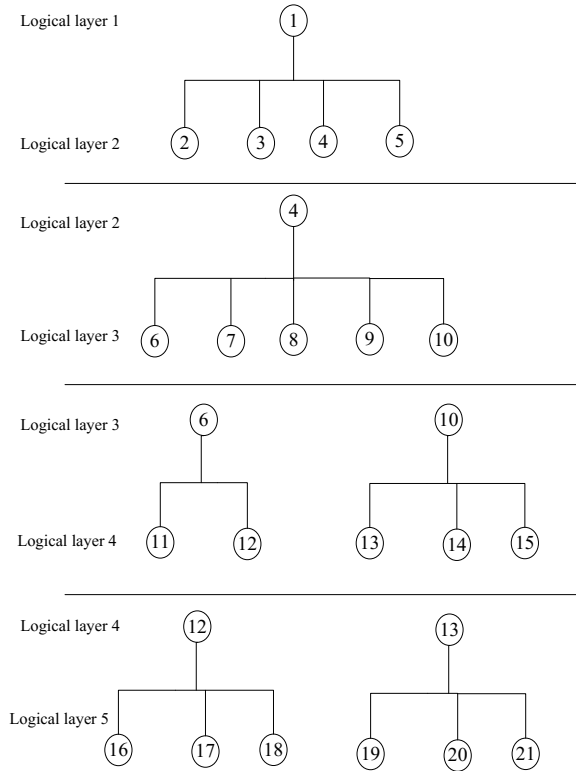 Logical layer 1
1
Logical layer 2
2 3 4 5
Logical layer 2
4
Logical layer 3
6 7 8 9 10
Logical layer 3
6 10
Logical layer 4
11 12 13 14 15
Logical layer 4
12 13
Logical layer 5
16 17 18 19 20 21